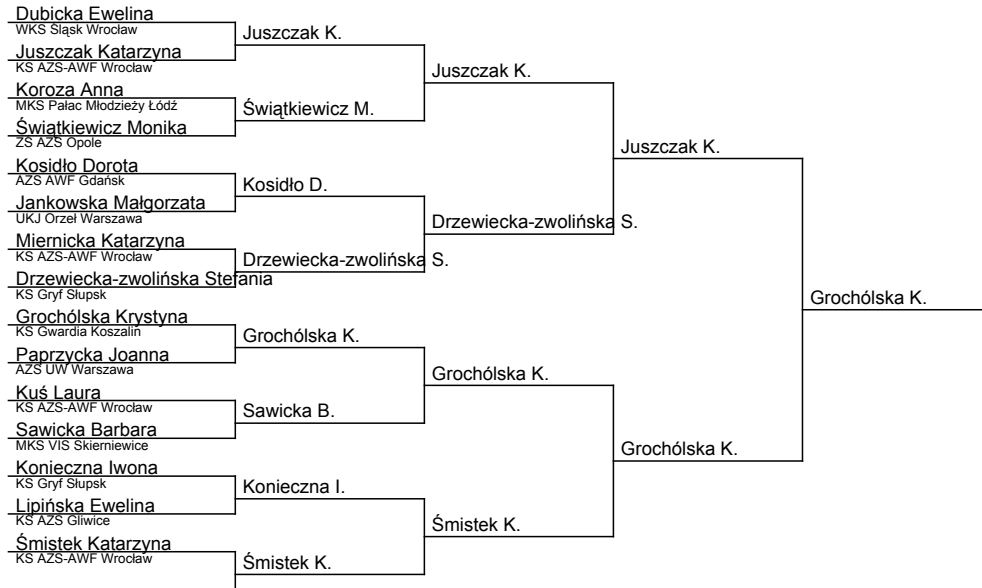 Dubicka Ewelina
WKS Śląsk Wrocław
Juszczak Katarzyna
KS AZS-AWF Wrocław
Koroza Anna
MKS Pałac Młodzieży Łódź
Świątkiewicz Monika
ZS AZS Opole
Kosidło Dorota
AZS AWF Gdańsk
Jankowska Małgorzata
UKJ Orzeł Warszawa
Miernicka Katarzyna
KS AZS-AWF Wrocław
Drzewiecka-zwolińska Stefania
KS Gryf Słupsk
Grochólska Krystyna
KS Gwardia Koszalin
Paprzycka Joanna
AZS UW Warszawa
Kuś Laura
KS AZS-AWF Wrocław
Sawicka Barbara
MKS VIS Skierniewice
Konieczna Iwona
KS Gryf Słupsk
Lipińska Ewelina
KS AZS Gliwice
Śmistek Katarzyna
KS AZS-AWF Wrocław
Juszczak K.
Świątkiewicz M.
Kosidło D.
Drzewiecka-zwolińska S.
Grochólska K.
Sawicka B.
Konieczna I.
Śmistek K.
Juszczak K.
Drzewiecka-zwolińska S.
Grochólska K.
Śmistek K.
Juszczak K.
Grochólska K.
Grochólska K.